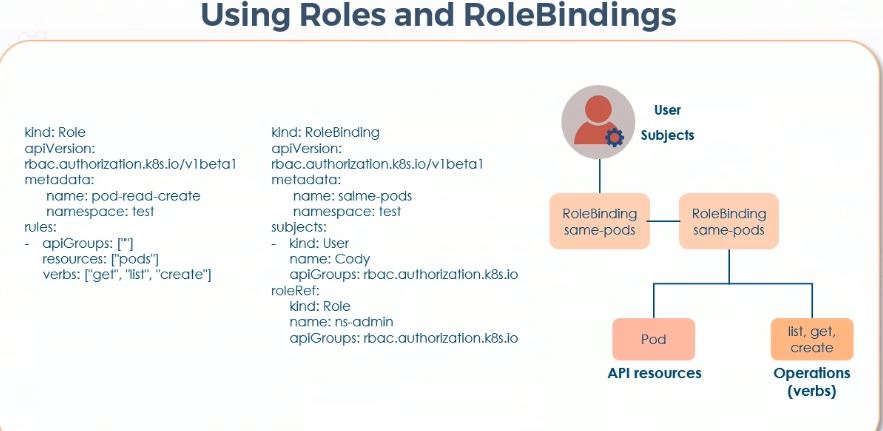 Using Roles and RoleBindings
kind: Role
apiVersion:
rbac.authorization.k8s.io/v1beta1
metadata:
name: pod-read-create
namespace: test
rules:
- apiGroups: [""]
resources: ["pods"]
verbs: ["get", "list", "create"]
kind: RoleBinding
apiVersion:
rbac.authorization.k8s.io/v1beta1
metadata:
name: salme-pods
namespace: test
subjects:
- kind: User
name: Cody
apiGroups: rbac.authorization.k8s.io
roleRef:
kind: Role
name: ns-admin
apiGroups: rbac.authorization.k8s.io
User
Subjects
RoleBinding
same-pods
RoleBinding
same-pods
Pod
API resources
list, get,
create
Operations
(verbs)